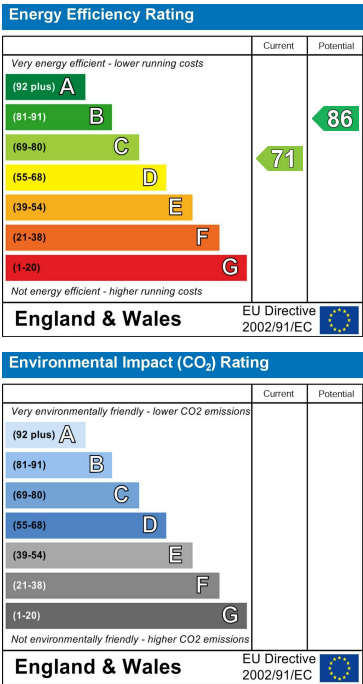 Energy Efficiency Rating
Current Potential
Very energy efficient - lower running costs
(92 plus) A
(81-91) B
(69-80) C
(55-68) D
(39-54) E
(21-38) F
(1-20) G
71
86
Not energy efficient - higher running costs
England & Wales
EU Directive
2002/91/EC
Environmental Impact (CO₂) Rating
Current Potential
Very environmentally friendly - lower CO2 emissions
(92 plus) A
(81-91) B
(69-80) C
(55-68) D
(39-54) E
(21-38) F
(1-20) G
Not environmentally friendly - higher CO2 emissions
England & Wales
EU Directive
2002/91/EC